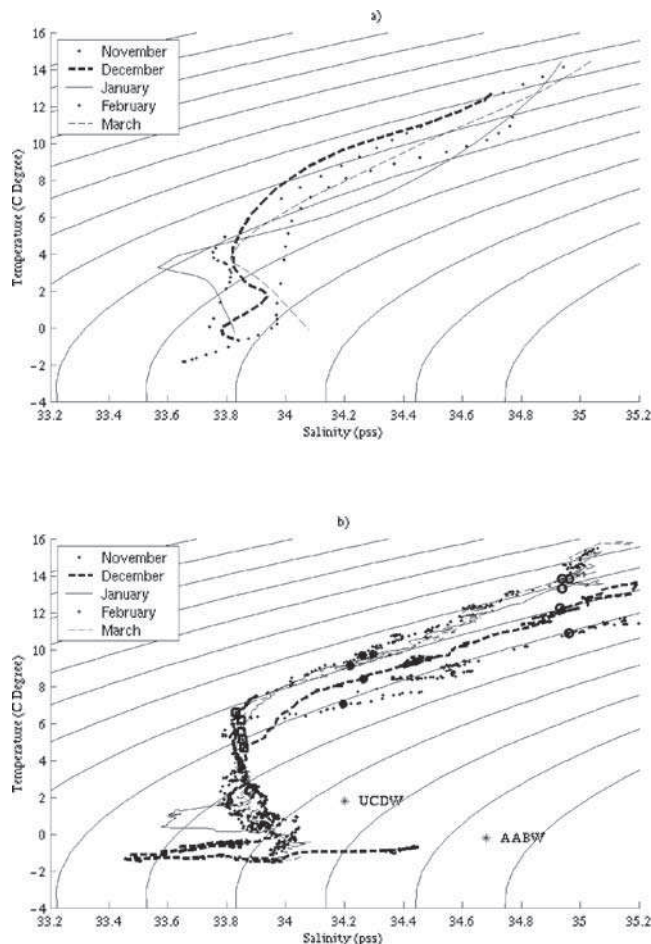 a)
16
14
12
10
8
6
4
2
0
−2
−4
November
December
January
February
March
Temperature (C Degree)
33.2 33.4 33.6 33.8 34 34.2 34.4 34.6 34.8 35 35.2
Salinity (pss)
b)
16
14
12
10
8
6
4
2
0
−2
−4
November
December
January
February
March
Temperature (C Degree)
UCDW
AABW
33.2 33.4 33.6 33.8 34 34.2 34.4 34.6 34.8 35 35.2
Salinity (pss)